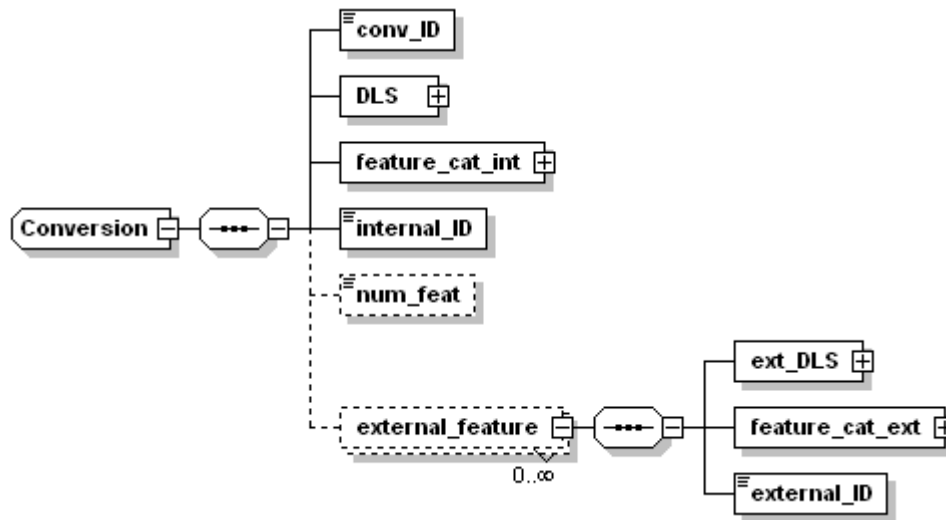 conv_ID
DLS
feature_cat_int
Conversion
internal_ID
num_feat
ext_DLS
external_feature
feature_cat_ext
0..∞
external_ID